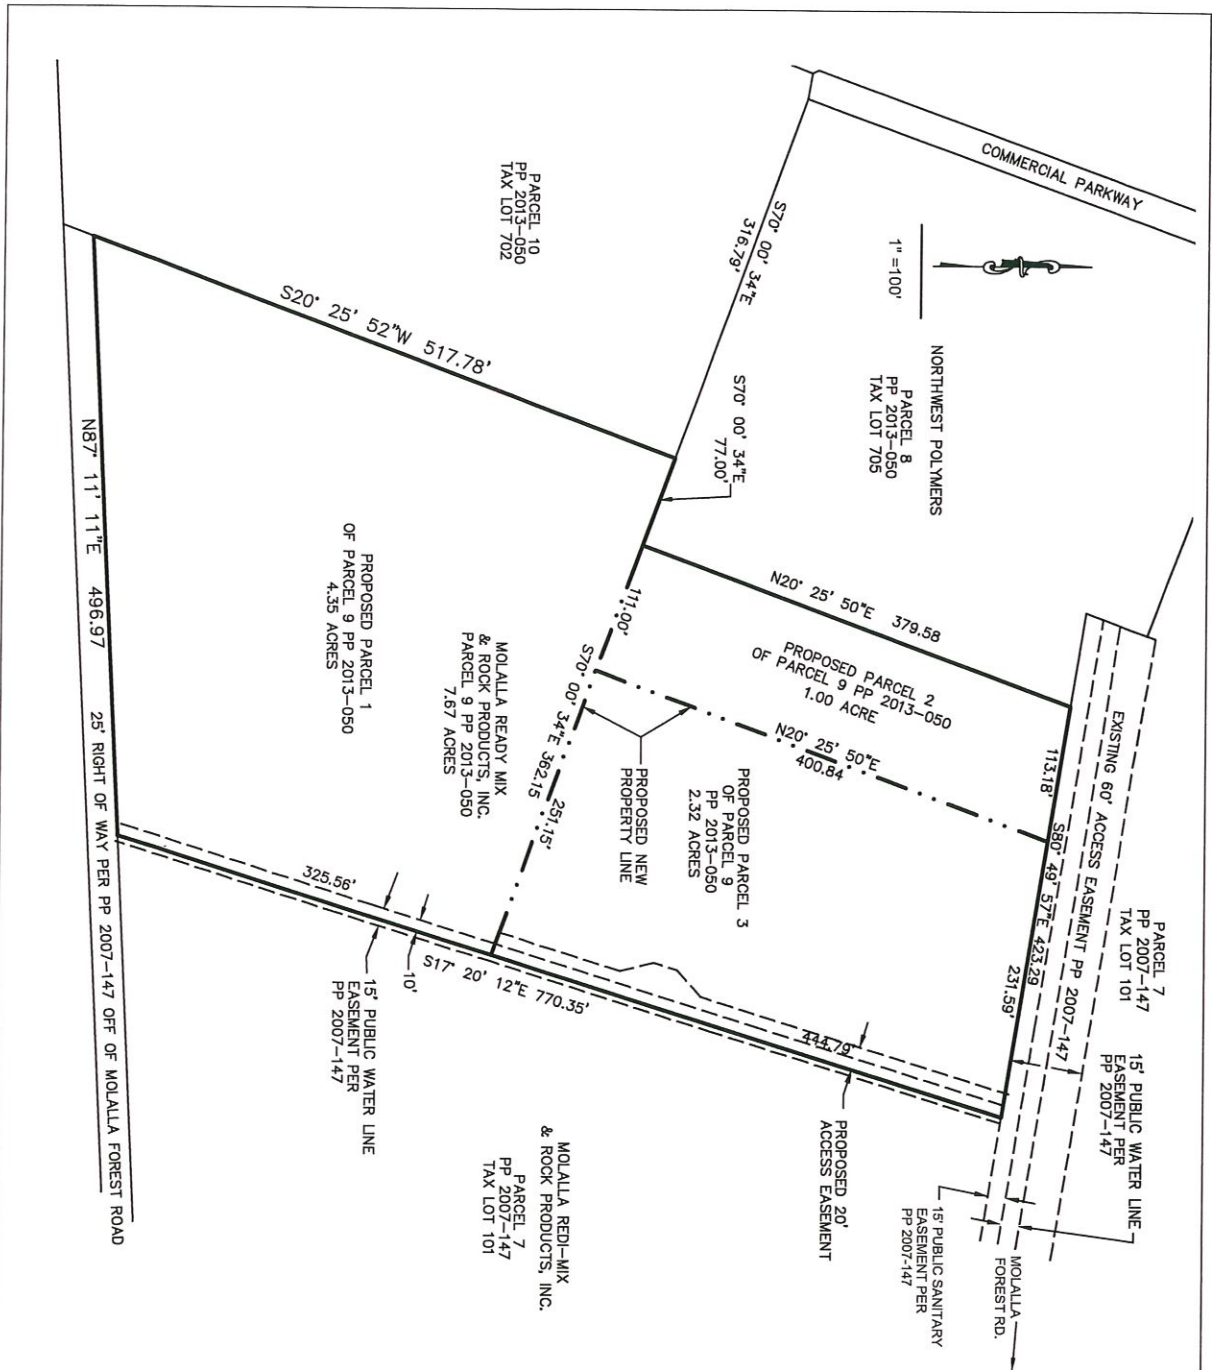 COMMERCIAL PARKWAY
1" =100'
NORTHWEST POLYMERS
PARCEL 8
PP 2013-050
TAX LOT 705
S70° 00' 34"E
316.79'
S70° 00' 34"E
77.00'
PARCEL 10
PP 2013-050
TAX LOT 702
S20° 25' 52"W 517.78'
N87° 11' 11"E 496.97
25' RIGHT OF WAY PER PP 2007-147 OFF OF MOLALLA FOREST ROAD
PROPOSED PARCEL 1
OF PARCEL 9 PP 2013-050
4.35 ACRES
MOLALLA READY MIX
& ROCK PRODUCTS, INC.
PARCEL 9 PP 2013-050
7.67 ACRES
N20° 25' 50"E 379.58
PROPOSED PARCEL 2
OF PARCEL 9 PP 2013-050
1.00 ACRE
N20° 25' 50"E
400.84
111.00'
S70° 00' 34"E 362.15
251.15'
PROPOSED NEW
PROPERTY LINE
PROPOSED PARCEL 3
OF PARCEL 9
PP 2013-050
2.32 ACRES
113.18'
S80° 49' 57"E 423.29
231.59'
EXISTING 60' ACCESS EASEMENT PP 2007-147
PARCEL 7
PP 2007-147
TAX LOT 101
15' PUBLIC WATER LINE
EASEMENT PER
PP 2007-147
MOLALLA
FOREST RD.
15' PUBLIC SANITARY
EASEMENT PER
PP 2007-147
PROPOSED 20'
ACCESS EASEMENT
444.79'
S17° 20' 12"E 770.35'
325.56'
10'
15' PUBLIC WATER LINE
EASEMENT PER
PP 2007-147
MOLALLA REDI-MIX
& ROCK PRODUCTS, INC.
PARCEL 7
PP 2007-147
TAX LOT 101